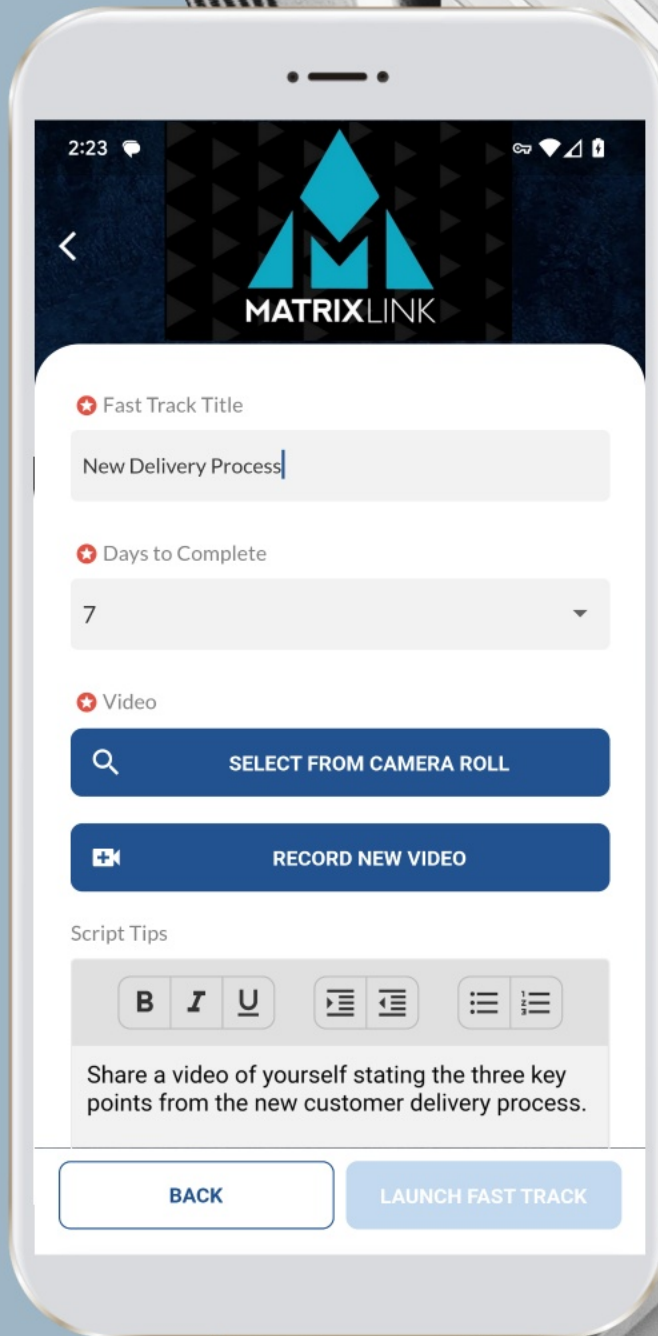 2:23
MATRIXLINK
Fast Track Title
New Delivery Process
Days to Complete
7
Video
SELECT FROM CAMERA ROLL
RECORD NEW VIDEO
Script Tips
B I U
Share a video of yourself stating the three key
points from the new customer delivery process.
BACK
LAUNCH FAST TRACK